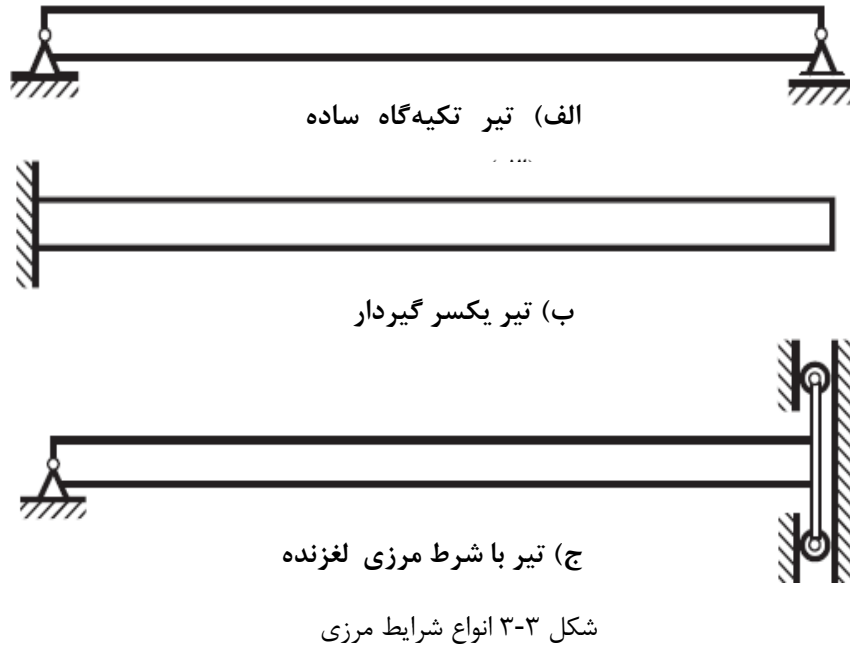 الف) تیر تکیه‌گاه ساده
ب) تیر یکسر گیردار
ج) تیر با شرط مرزی لغزنده
شکل ۳-۳ انواع شرایط مرزی